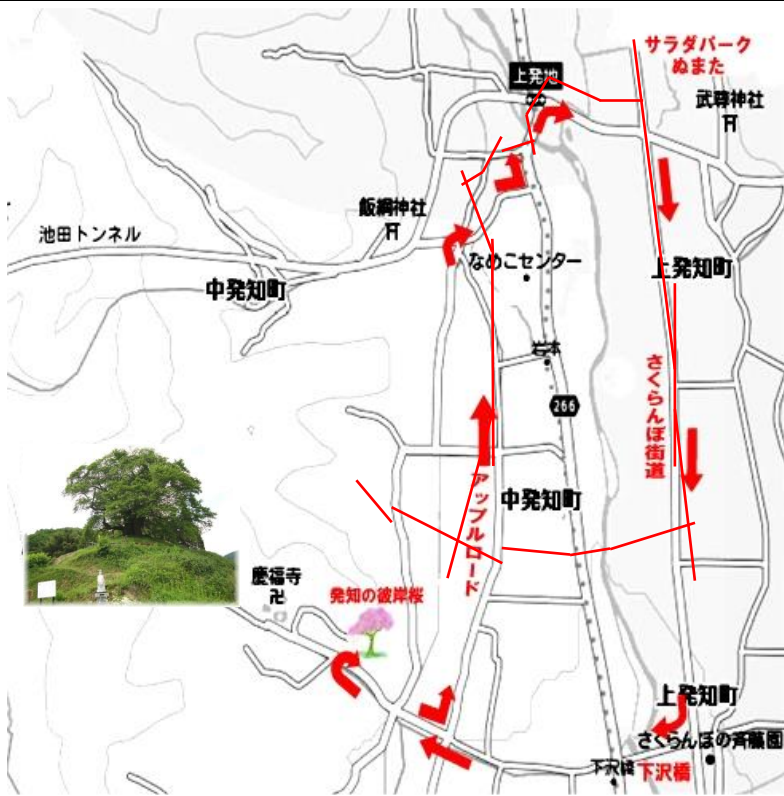 サラダパーク
ぬまた
上発地
武尊神社
飯綱神社
池田トンネル
なめこセンター
中発知町
上発知町
岩本
さくらんぼ街道
266
アップルロード
中発知町
慶福寺
発知の彼岸桜
上発知町
さくらんぼの斉藤園
下沢橋